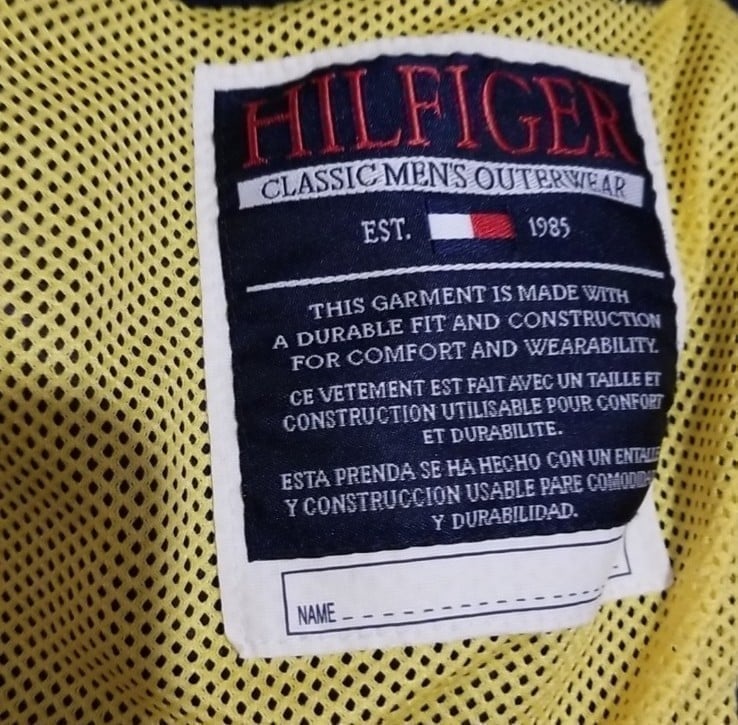 HILFIGER
CLASSIC MEN'S OUTERWEAR
EST. 1985
THIS GARMENT IS MADE WITH
A DURABLE FIT AND CONSTRUCTION
FOR COMFORT AND WEARABILITY.
CE VETEMENT EST FAIT AVEC UN TAILLE ET
CONSTRUCTION UTILISABLE POUR CONFORT
ET DURABILITE.
ESTA PRENDA SE HA HECHO CON UN
Y CONSTRUCCION USABLE PARE
Y DURABILIDAD.
NAME